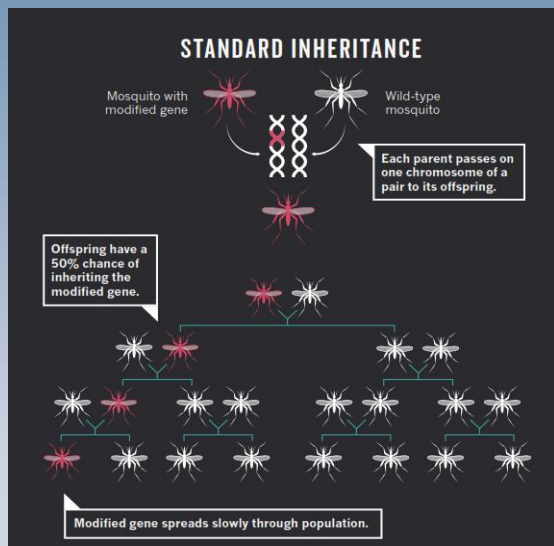 STANDARD INHERITANCE
Mosquito with
modified gene
Wild-type
mosquito
Each parent passes on
one chromosome of a
pair to its offspring.
Offspring have a
50% chance of
inheriting the
modified gene.
Modified gene spreads slowly through population.